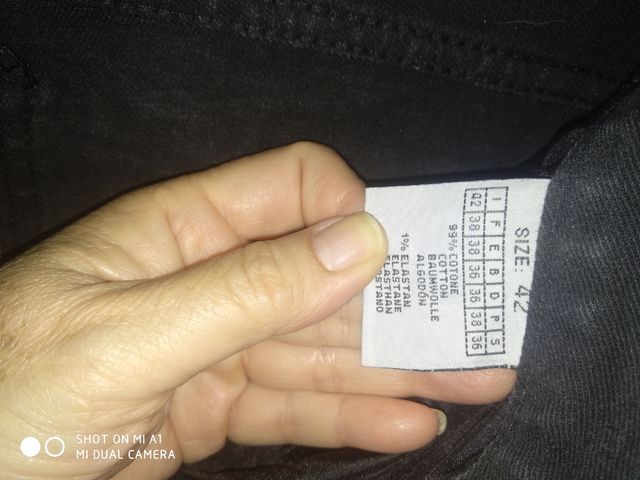 SIZE: 42
I F E B D P S
42 38 38 36 36 38 36
99% COTONE
COTTON
BAUMWOLLE
ALGODÓN
1% ELASTAN
ELASTANE
ELASTHAN
SHOT ON MI A1
MI DUAL CAMERA